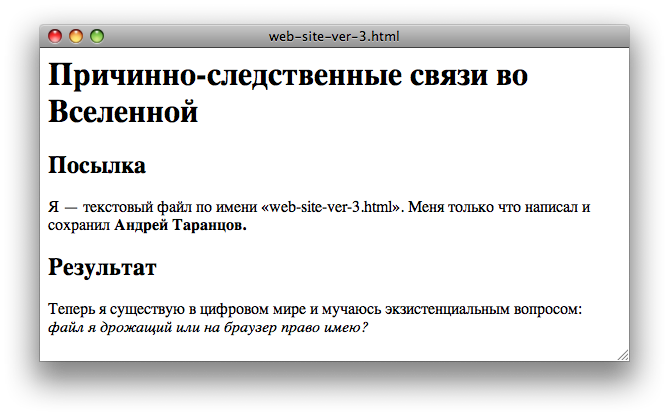 web-site-ver-3.html
Причинно-следственные связи во
Вселенной
Посылка
Я — текстовый файл по имени «web-site-ver-3.html». Меня только что написал и
сохранил Андрей Таранцов.
Результат
Теперь я существую в цифровом мире и мучаюсь экзистенциальным вопросом:
файл я дрожащий или на браузер право имею?